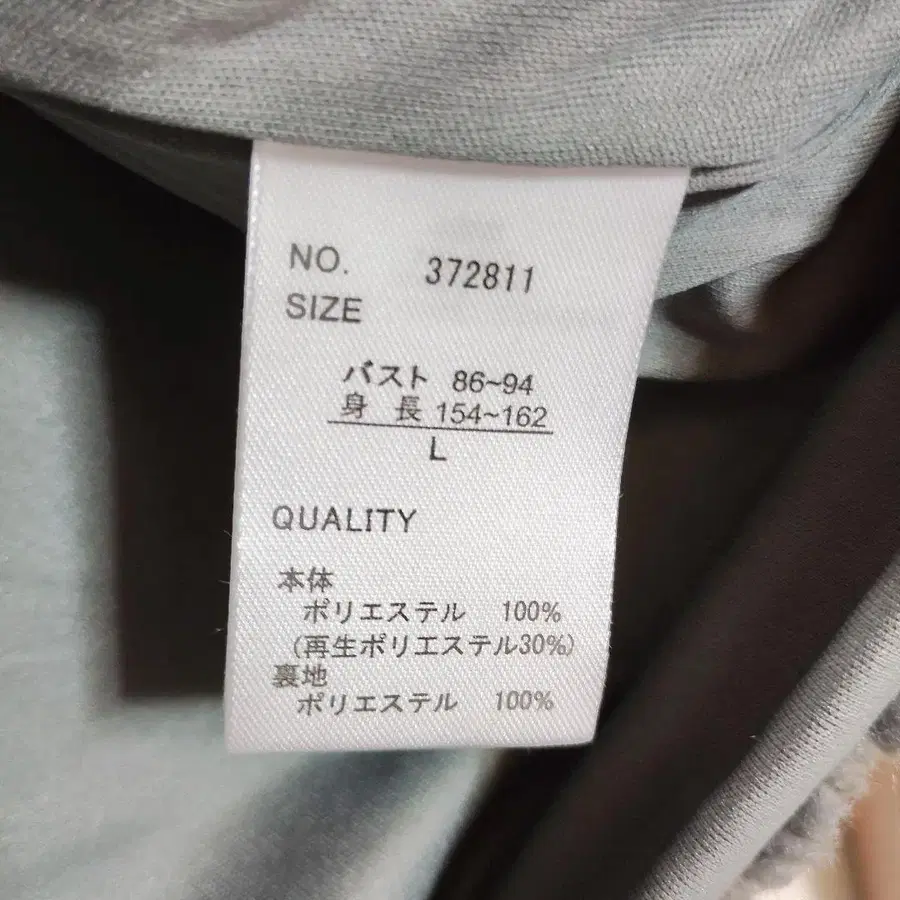 NO. 372811
SIZE
バスト 86~94
身 長 154~162
L
QUALITY
本体
ポリエステル 100%
(再生ポリエステル30%)
裏地
ポリエステル 100%